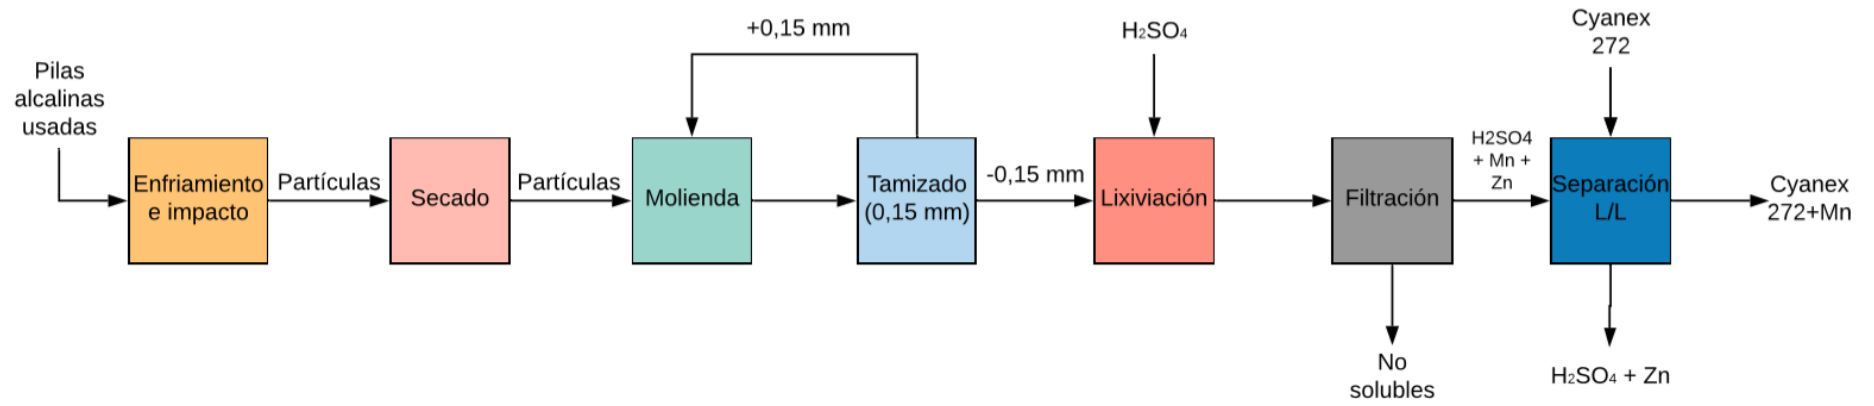 Pilas
alcalinas
usadas
Enfriamiento
e impacto
Partículas
Secado
Partículas
Molienda
+0,15 mm
Tamizado
(0,15 mm)
-0,15 mm
H₂SO₄
Lixiviación
Filtración
No
solubles
H2SO4
+ Mn +
Zn
Cyanex
272
Separación
L/L
Cyanex
272+Mn
H₂SO₄ + Zn